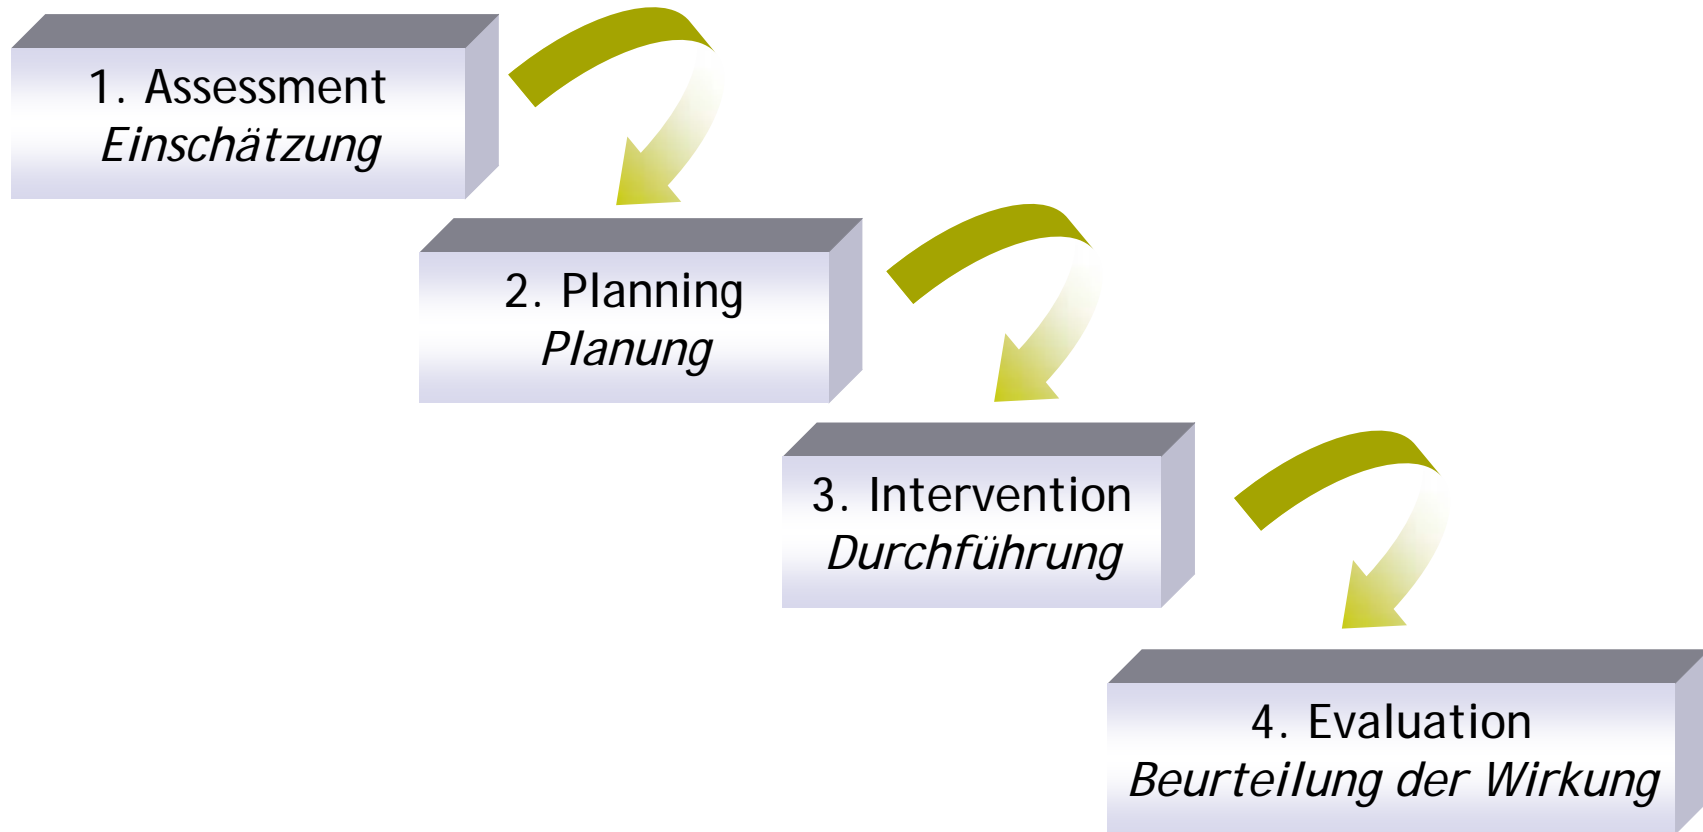 1. Assessment
Einschätzung
2. Planning
Planung
3. Intervention
Durchführung
4. Evaluation
Beurteilung der Wirkung